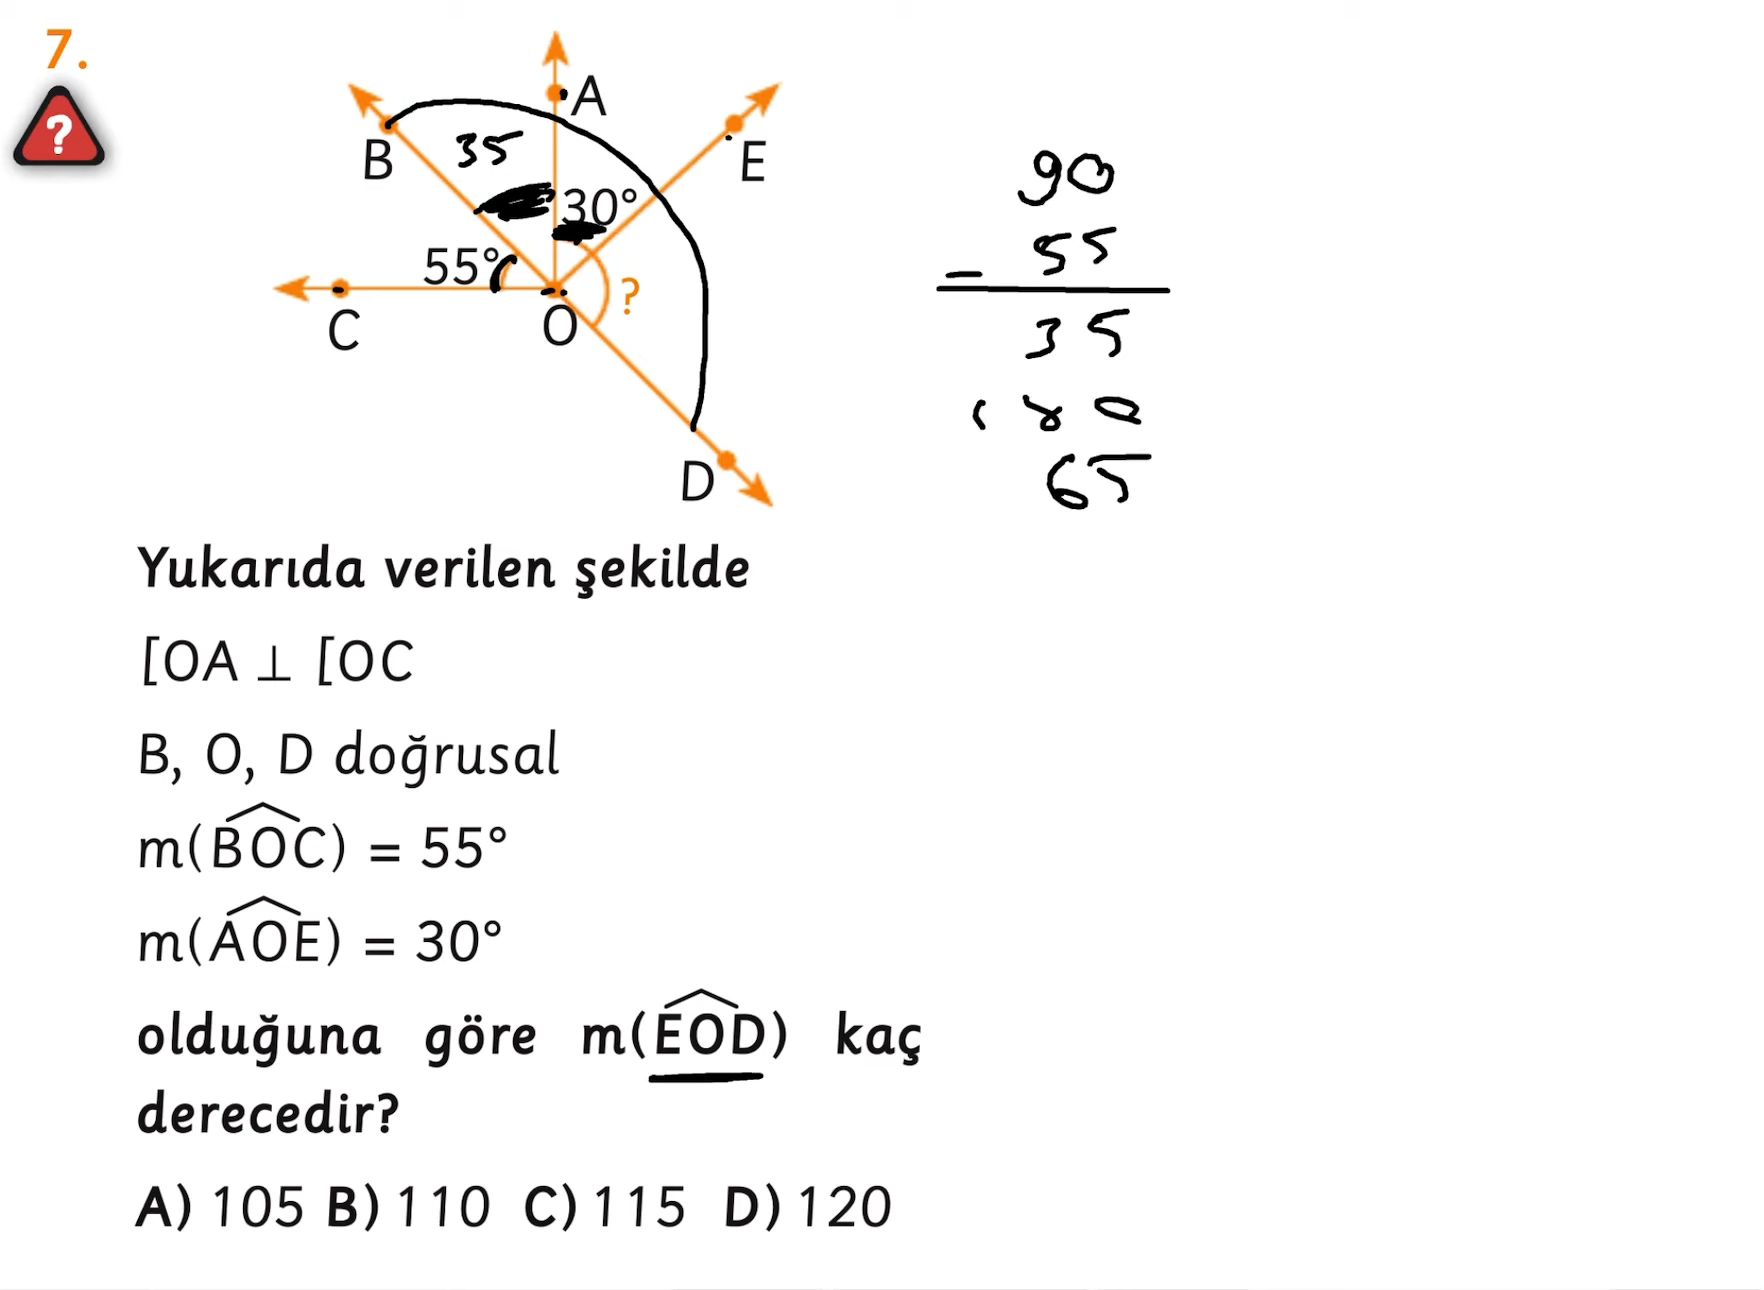 7.
?
A
B
35
E
30°
55°
?
C
O
D
90
- 55
35
180
65
Yukarıda verilen şekilde
[OA ⊥ [OC
B, O, D doğrusal
m(BOC) = 55°
m(AOE) = 30°
olduğuna göre m(EOD) kaç
derecedir?
A) 105 B) 110 C) 115 D) 120